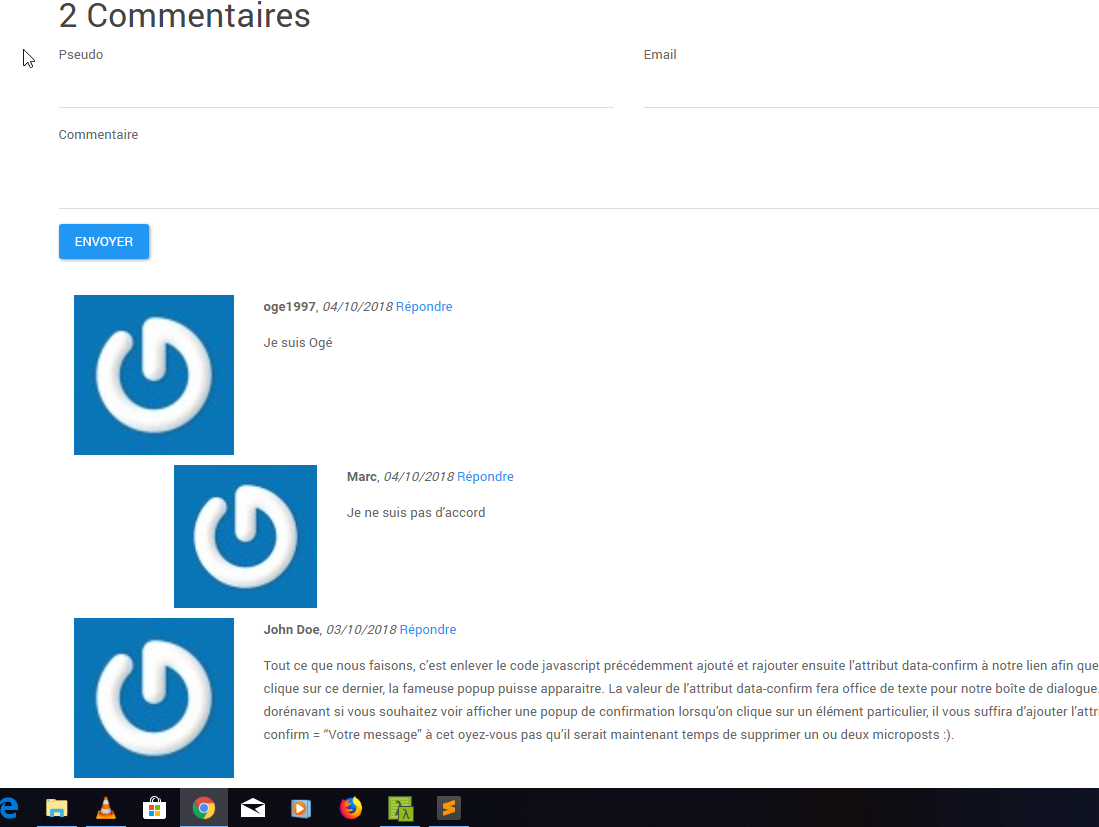 2 Commentaires
Pseudo
Email
Commentaire
ENVOYER
oge1997, 04/10/2018 Répondre
Je suis Ogé
Marc, 04/10/2018 Répondre
Je ne suis pas d'accord
John Doe, 03/10/2018 Répondre
Tout ce que nous faisons, c'est enlever le code javascript précédemment ajouté et rajouter ensuite l'attribut data-confirm à notre lien afin que
clique sur ce dernier, la fameuse popup puisse apparaitre. La valeur de l'attribut data-confirm fera office de texte pour notre boîte de dialogue.
dorénavant si vous souhaitez voir afficher une popup de confirmation lorsqu'on clique sur un élément particulier, il vous suffira d'ajouter l'attri
confirm = “Votre message” à cet oyez-vous pas qu'il serait maintenant temps de supprimer un ou deux microposts :).